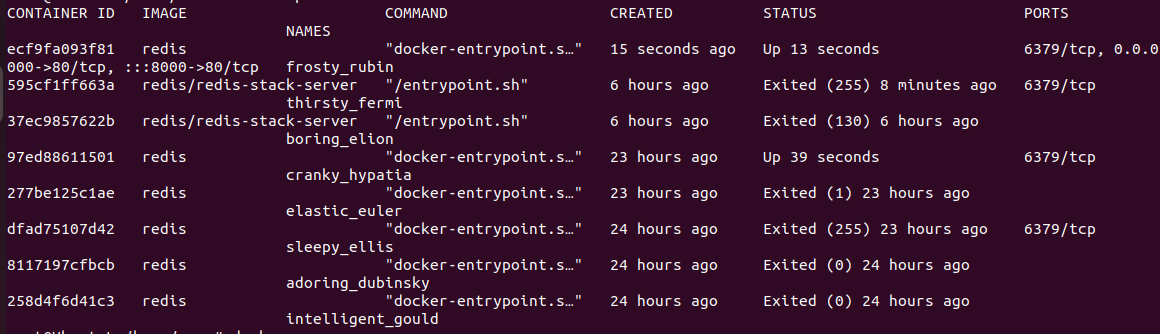 CONTAINER ID IMAGE COMMAND CREATED STATUS PORTS
NAMES
ecf9fa093f81 redis "docker-entrypoint.s…" 15 seconds ago Up 13 seconds 6379/tcp, 0.0.0
000->80/tcp, :::8000->80/tcp frosty_rubin
595cf1ff663a redis/redis-stack-server "/entrypoint.sh" 6 hours ago Exited (255) 8 minutes ago 6379/tcp
thirsty_fermi
37ec9857622b redis/redis-stack-server "/entrypoint.sh" 6 hours ago Exited (130) 6 hours ago
boring_elion
97ed88611501 redis "docker-entrypoint.s…" 23 hours ago Up 39 seconds 6379/tcp
cranky_hypatia
277be125c1ae redis "docker-entrypoint.s…" 23 hours ago Exited (1) 23 hours ago
elastic_euler
dfad75107d42 redis "docker-entrypoint.s…" 24 hours ago Exited (255) 23 hours ago 6379/tcp
sleepy_ellis
8117197cfbcb redis "docker-entrypoint.s…" 24 hours ago Exited (0) 24 hours ago
adoring_dubinsky
258d4f6d41c3 redis "docker-entrypoint.s…" 24 hours ago Exited (0) 24 hours ago
intelligent_gould